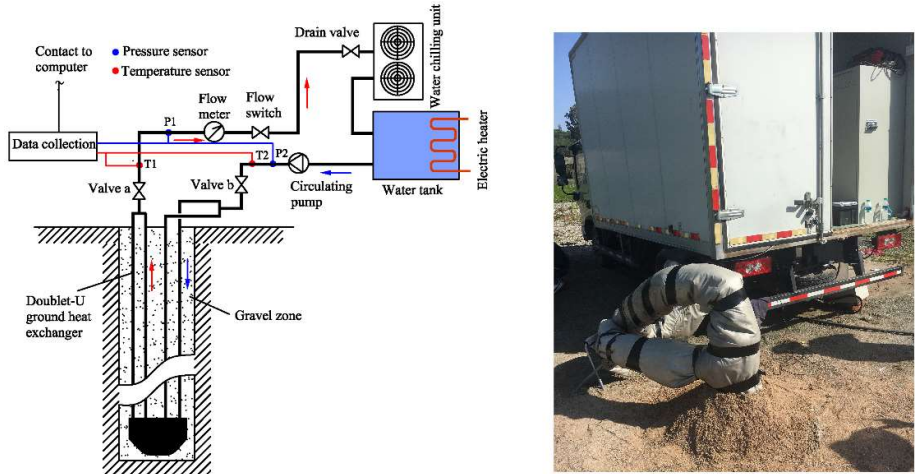 Contact to
computer
Pressure sensor
Temperature sensor
Drain valve
Water chilling unit
Flow
meter
Flow
switch
P1
Data collection
T1
T2
P2
Valve a
Valve b
Circulating
pump
Water tank
Electric heater
Doublet-U
ground heat
exchanger
Gravel zone